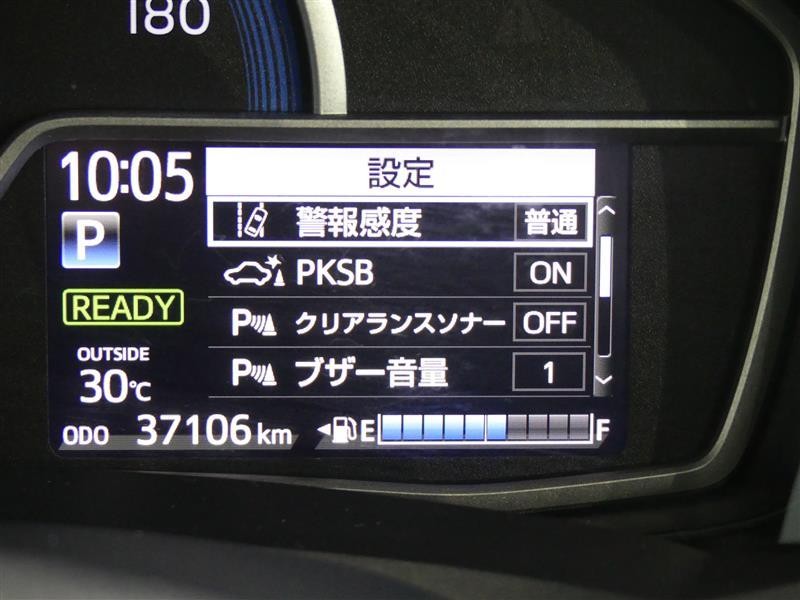 180
10:05
設定
P
警報感度 普通
PKSB ON
READY
P クリアランスソナー OFF
OUTSIDE
30℃
P ブザー音量 1
ODO 37106 km E F